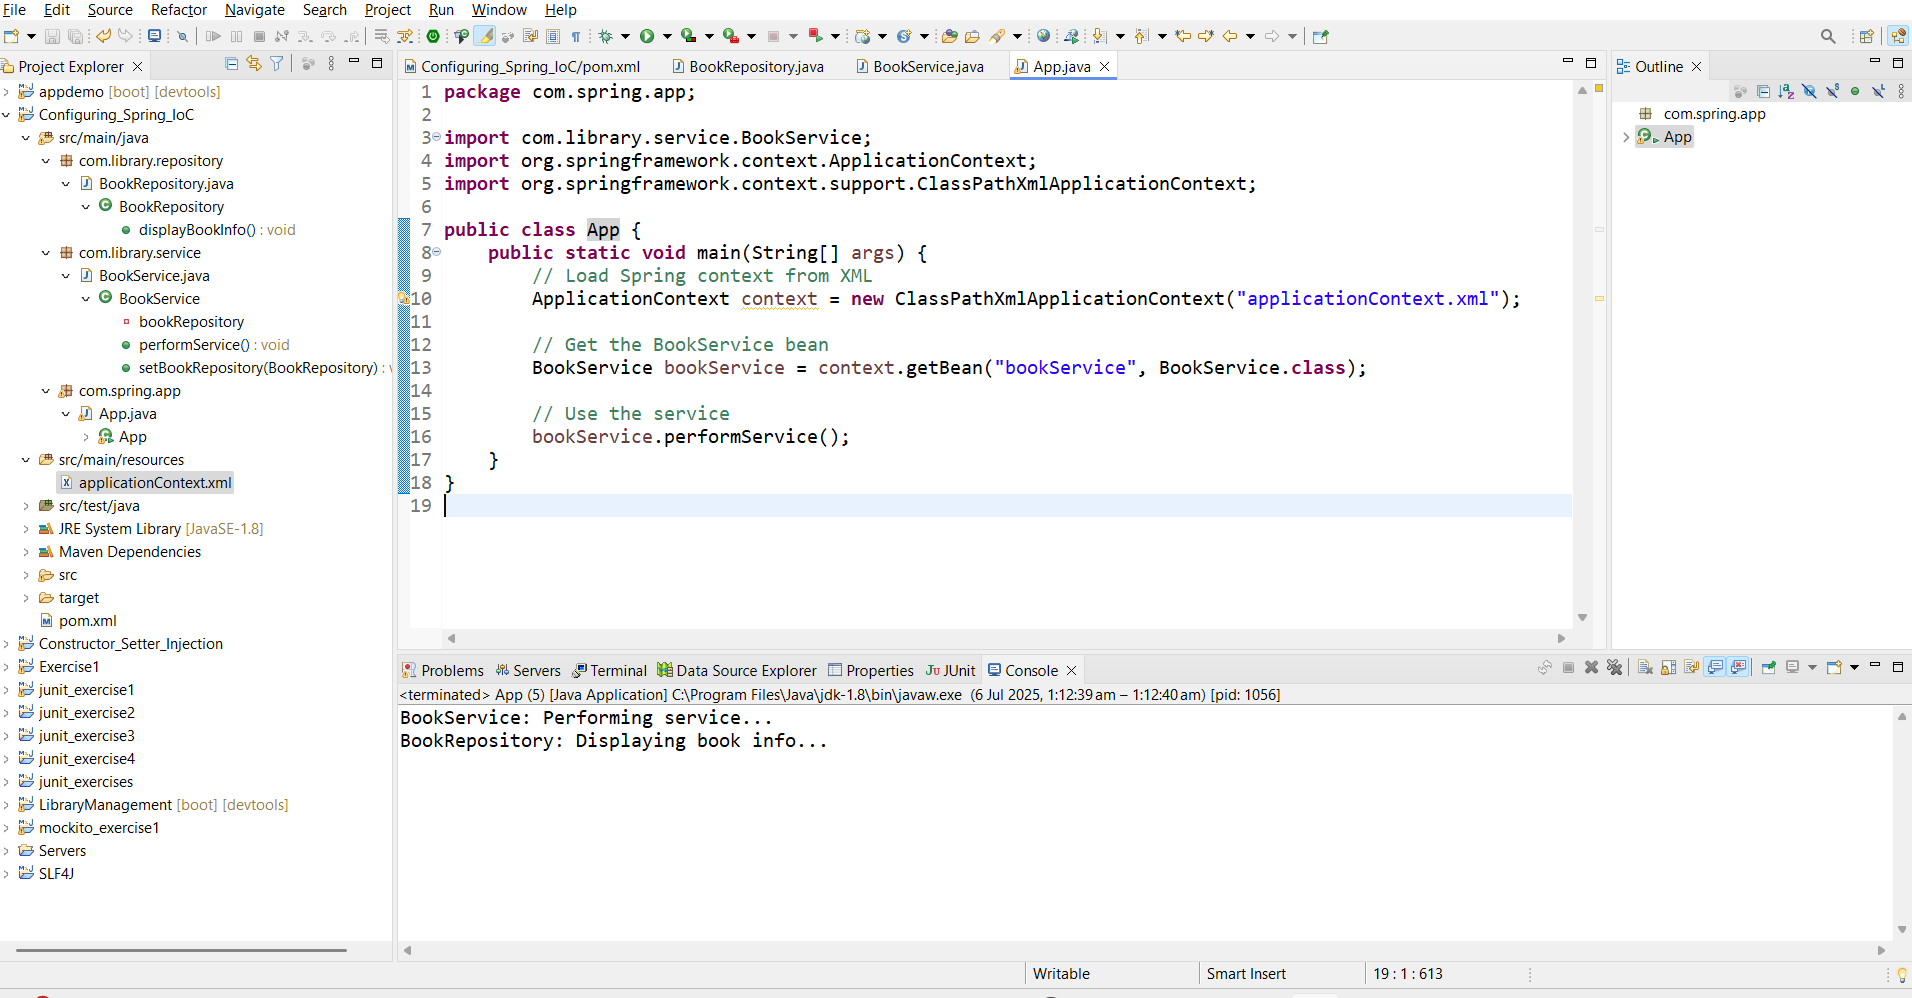 File Edit Source Refactor Navigate Search Project Run Window Help
Project Explorer
appdemo [boot] [devtools]
Configuring_Spring_IoC
src/main/java
com.library.repository
BookRepository.java
BookRepository
displayBookInfo() : void
com.library.service
BookService.java
BookService
bookRepository
performService() : void
setBookRepository(BookRepository) :
com.spring.app
App.java
App
src/main/resources
applicationContext.xml
src/test/java
JRE System Library [JavaSE-1.8]
Maven Dependencies
src
target
pom.xml
Constructor_Setter_Injection
Exercise1
junit_exercise1
junit_exercise2
junit_exercise3
junit_exercise4
junit_exercises
LibraryManagement [boot] [devtools]
mockito_exercise1
Servers
SLF4J
Configuring_Spring_IoC/pom.xml BookRepository.java BookService.java App.java
1 package com.spring.app;
2
3 import com.library.service.BookService;
4 import org.springframework.context.ApplicationContext;
5 import org.springframework.context.support.ClassPathXmlApplicationContext;
6
7 public class App {
8 public static void main(String[] args) {
9 // Load Spring context from XML
10 ApplicationContext context = new ClassPathXmlApplicationContext("applicationContext.xml");
11
12 // Get the BookService bean
13 BookService bookService = context.getBean("bookService", BookService.class);
14
15 // Use the service
16 bookService.performService();
17 }
18 }
19
Outline
com.spring.app
App
Problems Servers Terminal Data Source Explorer Properties JUnit Console
<terminated> App (5) [Java Application] C:\Program Files\Java\jdk-1.8\bin\javaw.exe (6 Jul 2025, 1:12:39 am – 1:12:40 am) [pid: 1056]
BookService: Performing service...
BookRepository: Displaying book info...
Writable Smart Insert 19 : 1 : 613